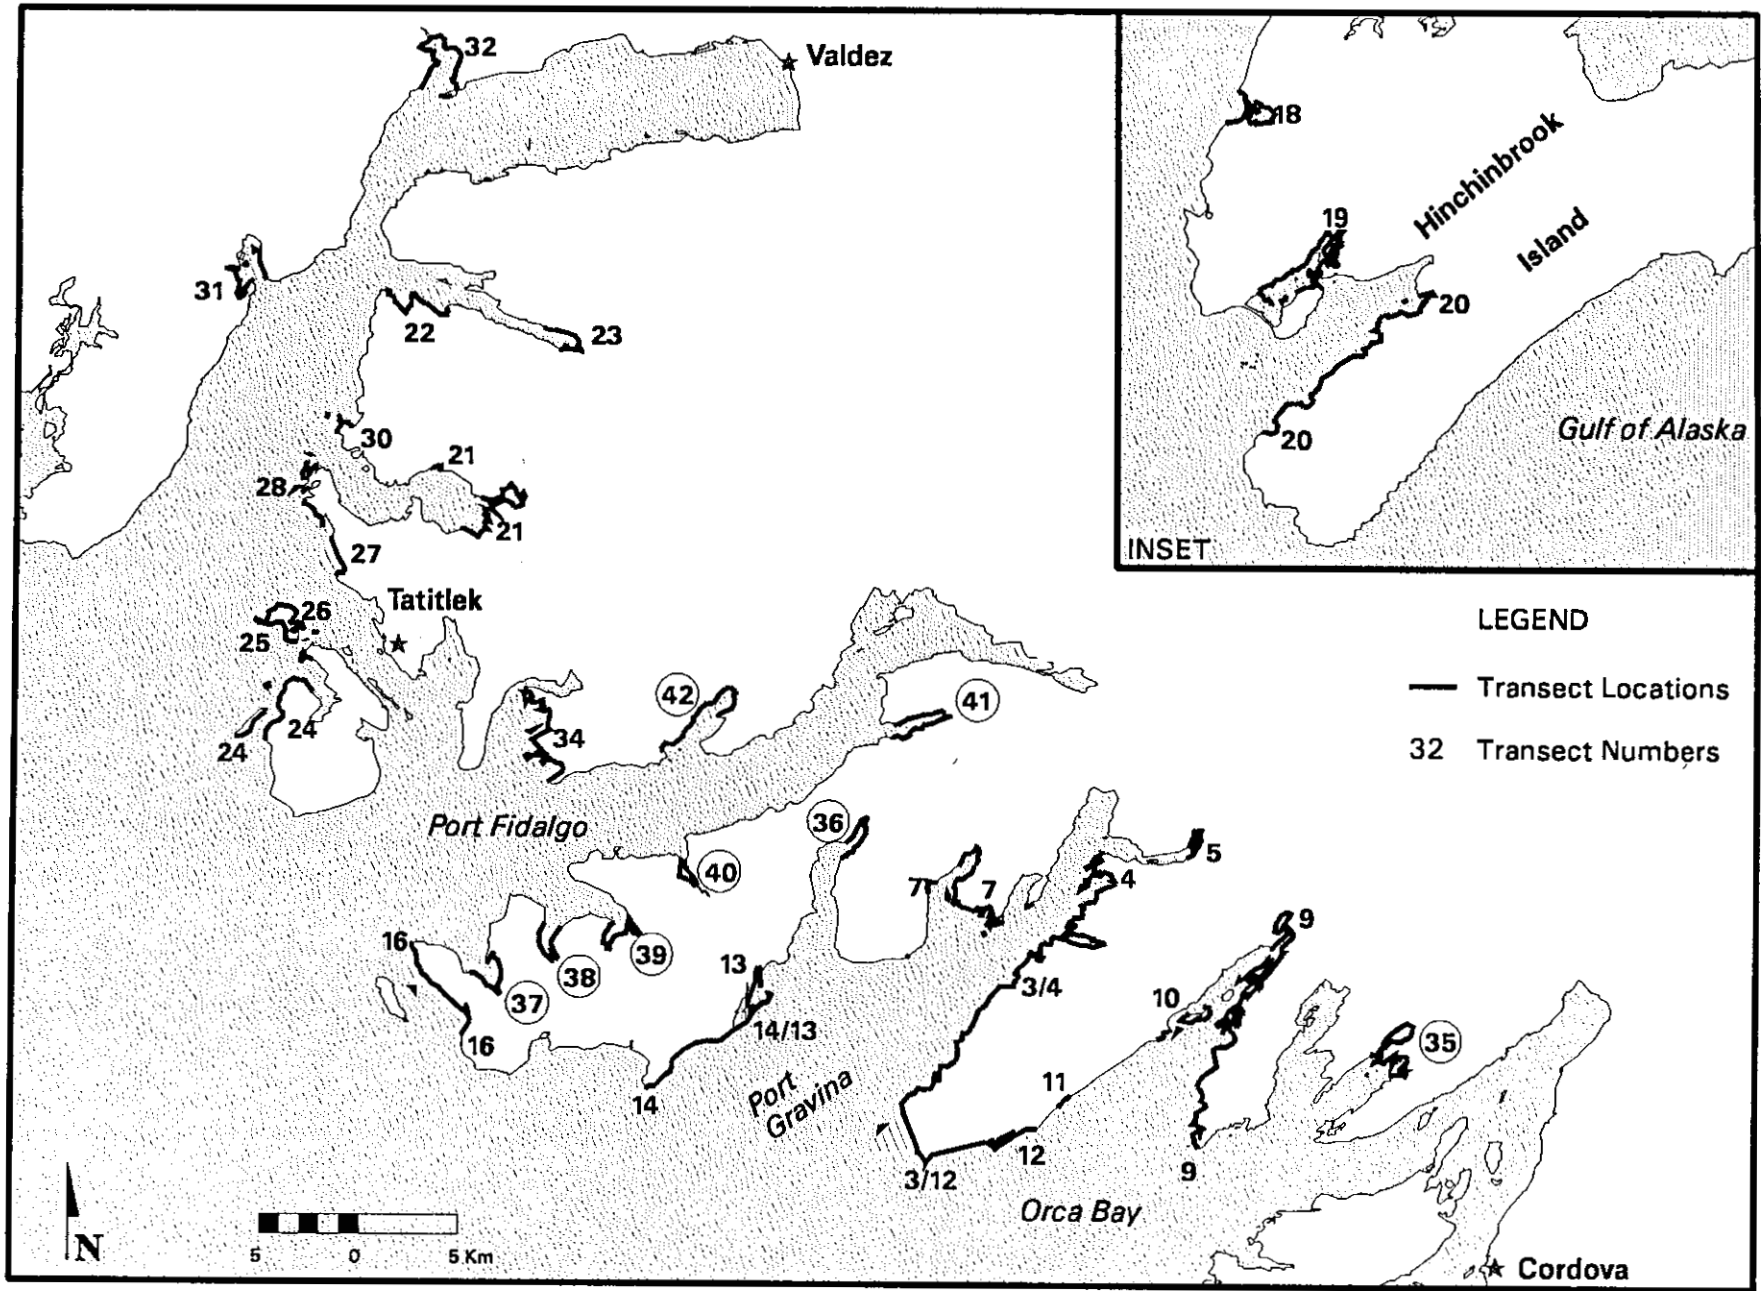 32
Valdez
18
Hinchinbrook
Island
19
31
22
23
20
20
Gulf of Alaska
INSET
30
21
28
21
27
Tatitlek
26
25
LEGEND
Transect Locations
32 Transect Numbers
42
41
24
24
34
Port Fidalgo
36
40
5
7
7
4
16
39
38
37
13
9
3/4
10
14/13
16
35
14
Port
Gravina
11
12
3/12
9
Orca Bay
N
5 0 5 Km
Cordova